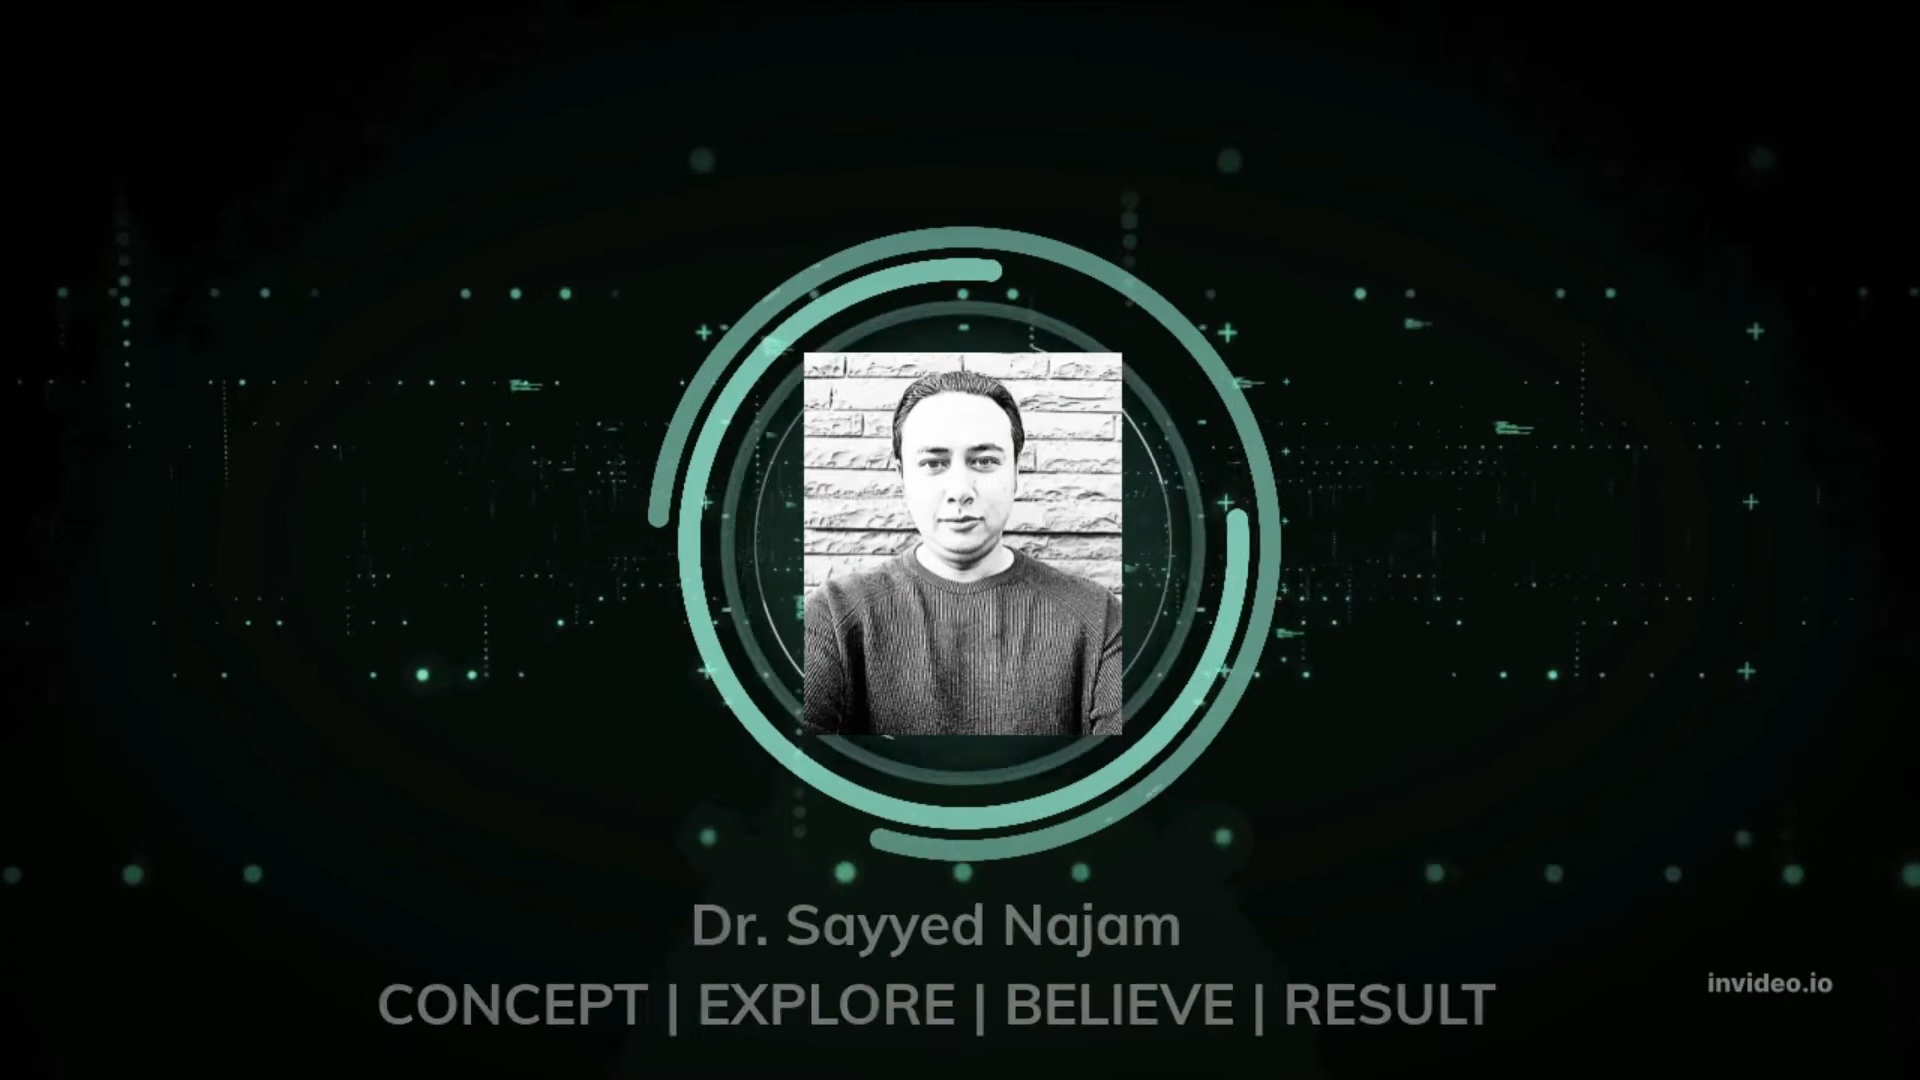 Dr. Sayyed Najam
CONCEPT | EXPLORE | BELIEVE | RESULT
invideo.io